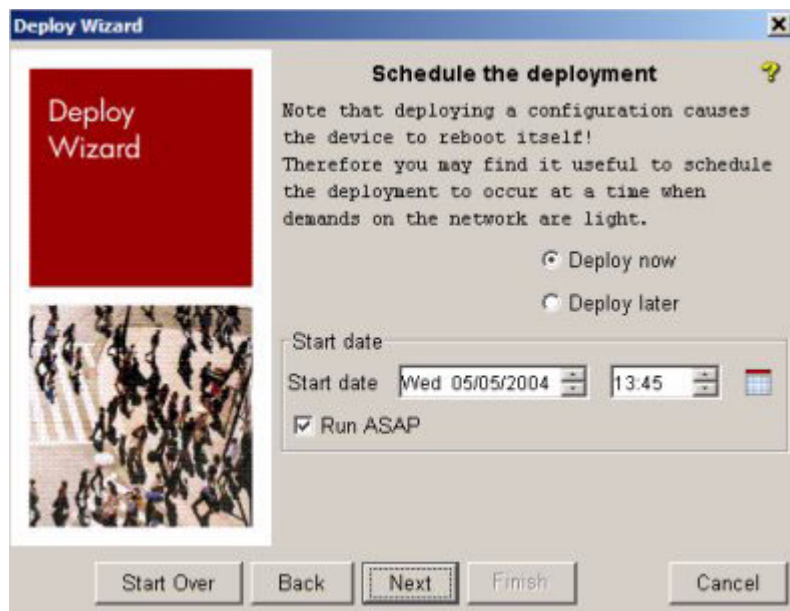 Deploy Wizard
Deploy
Wizard
Schedule the deployment
Note that deploying a configuration causes
the device to reboot itself!
Therefore you may find it useful to schedule
the deployment to occur at a time when
demands on the network are light.
Deploy now
Deploy later
Start date
Start date Wed 05/05/2004 13:45
Run ASAP
Start Over Back Next Finish Cancel